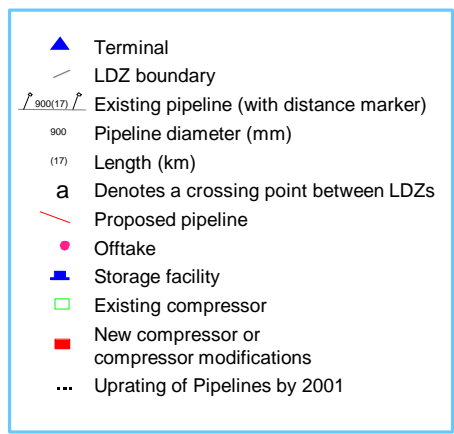 Terminal
LDZ boundary
900(17) Existing pipeline (with distance marker)
900 Pipeline diameter (mm)
(17) Length (km)
a Denotes a crossing point between LDZs
Proposed pipeline
Offtake
Storage facility
Existing compressor
New compressor or
compressor modifications
Uprating of Pipelines by 2001